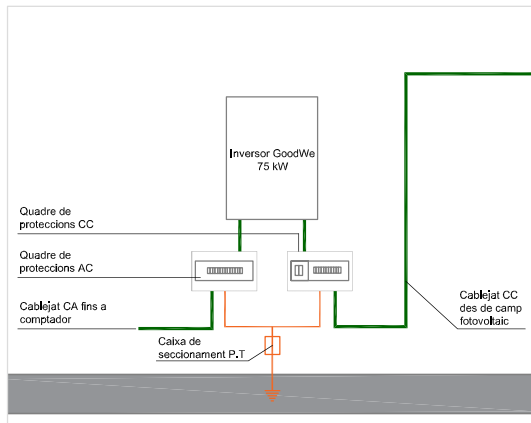 Inversor GoodWe
75 kW
Quadre de
proteccions CC
Quadre de
proteccions AC
Cablejat CA fins a
comptador
Caixa de
seccionament P.T
Cablejat CC
des de camp
fotovoltaic